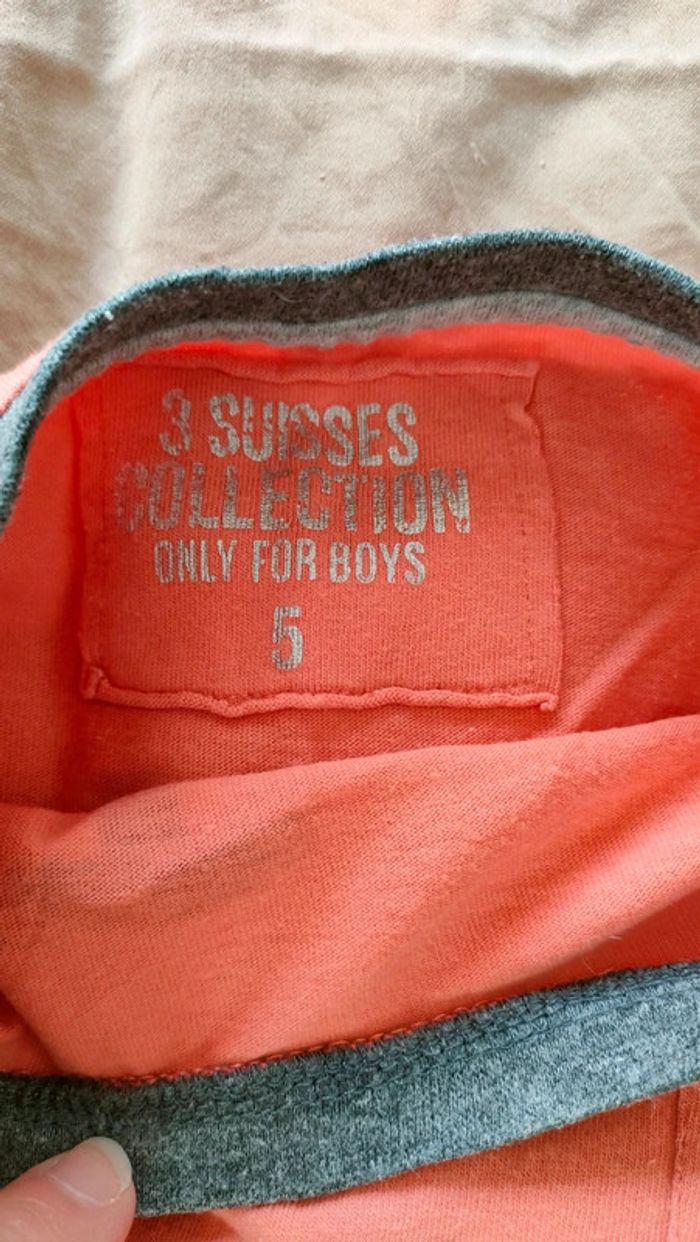 3 SUISSES
COLLECTION
ONLY FOR BOYS
5